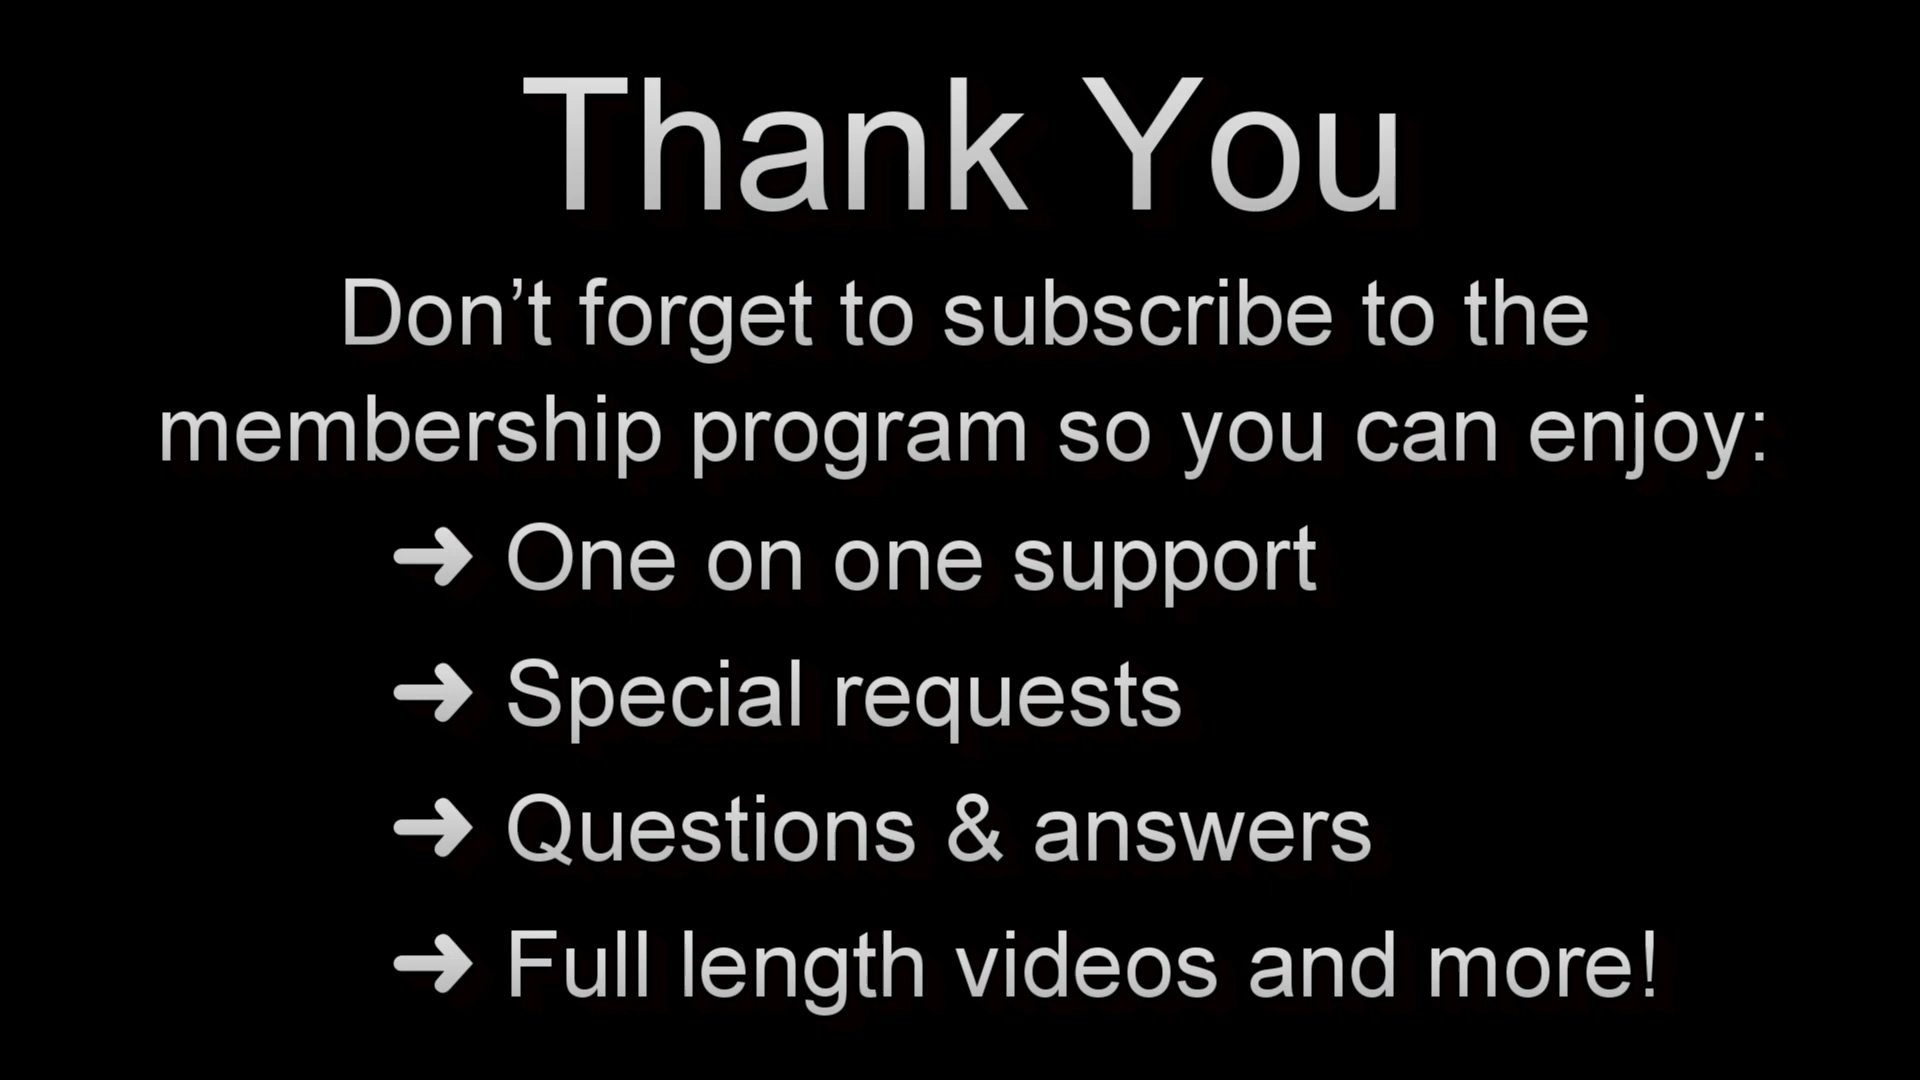 Thank You
Don’t forget to subscribe to the
membership program so you can enjoy:
➜ One on one support
➜ Special requests
➜ Questions & answers
➜ Full length videos and more!